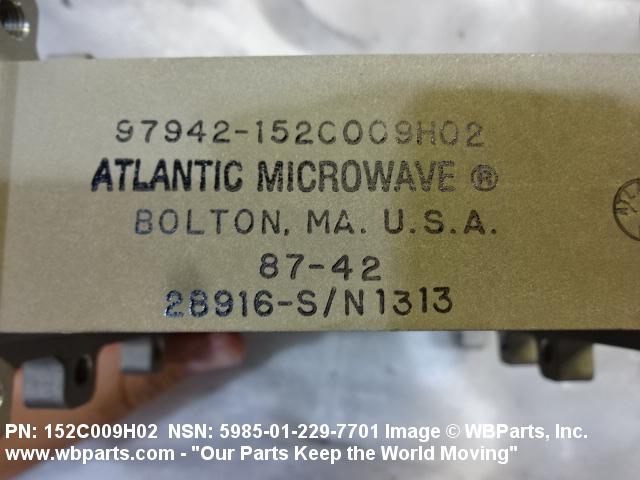 97942-152C009H02
ATLANTIC MICROWAVE ®
BOLTON, MA. U.S.A.
87-42
28916-S/N1313
PN: 152C009H02 NSN: 5985-01-229-7701 Image © WBParts, Inc.
www.wbparts.com - "Our Parts Keep the World Moving"